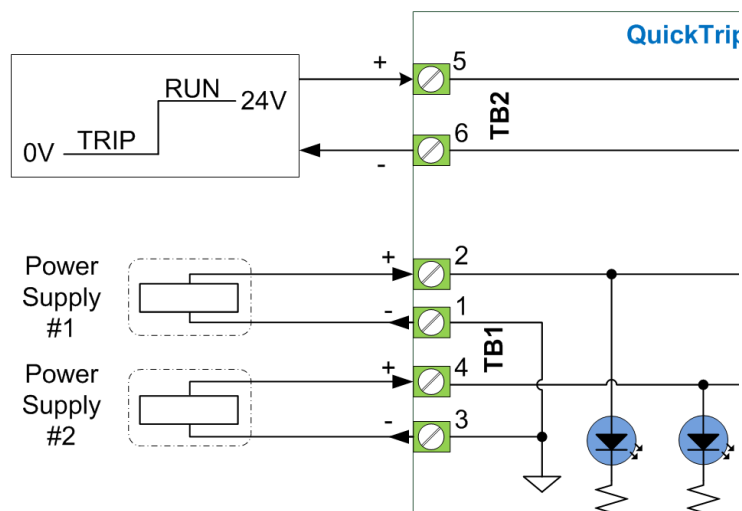 QuickTrip
+
5
RUN
24V
TB2
0V
TRIP
6
-
Power
Supply
#1
+
2
-
1
TB1
Power
Supply
#2
+
4
-
3